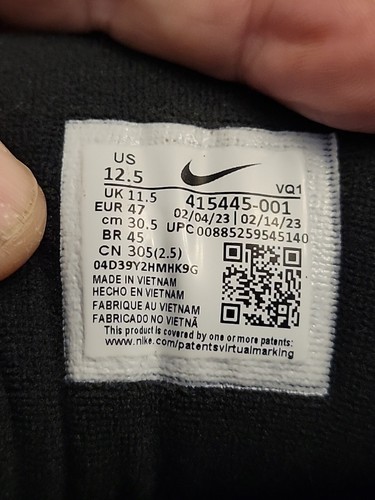 US
12.5
VQ1
UK 11.5
415445-001
EUR 47
02/04/23 | 02/14/23
cm 30.5
UPC 00885259545140
BR 45
CN 305(2.5)
04D39Y2HMHK9G
MADE IN VIETNAM
HECHO EN VIETNAM
FABRIQUE AU VIETNAM
FABRICADO NO VIETNÃ
This product is covered by one or more patents:
www.nike.com/patentsvirtualmarking